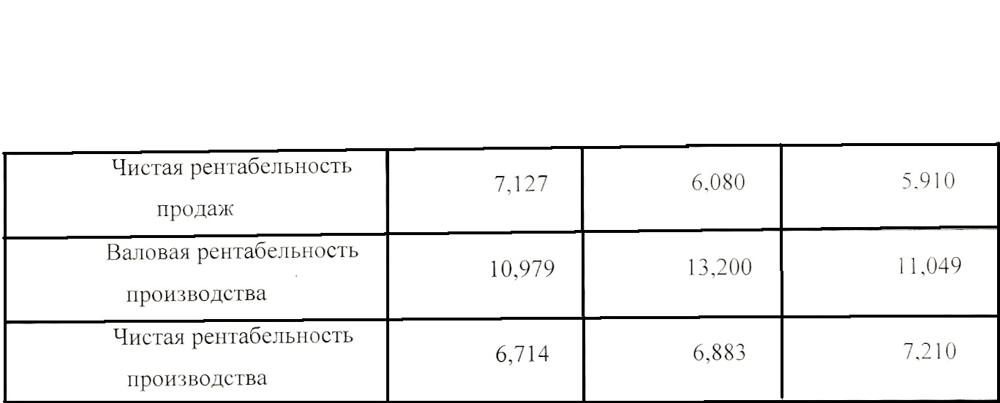 Чистая рентабельность
продаж
7,127
6,080
5.910
Валовая рентабельность
производства
10,979
13,200
11,049
Чистая рентабельность
производства
6,714
6,883
7,210